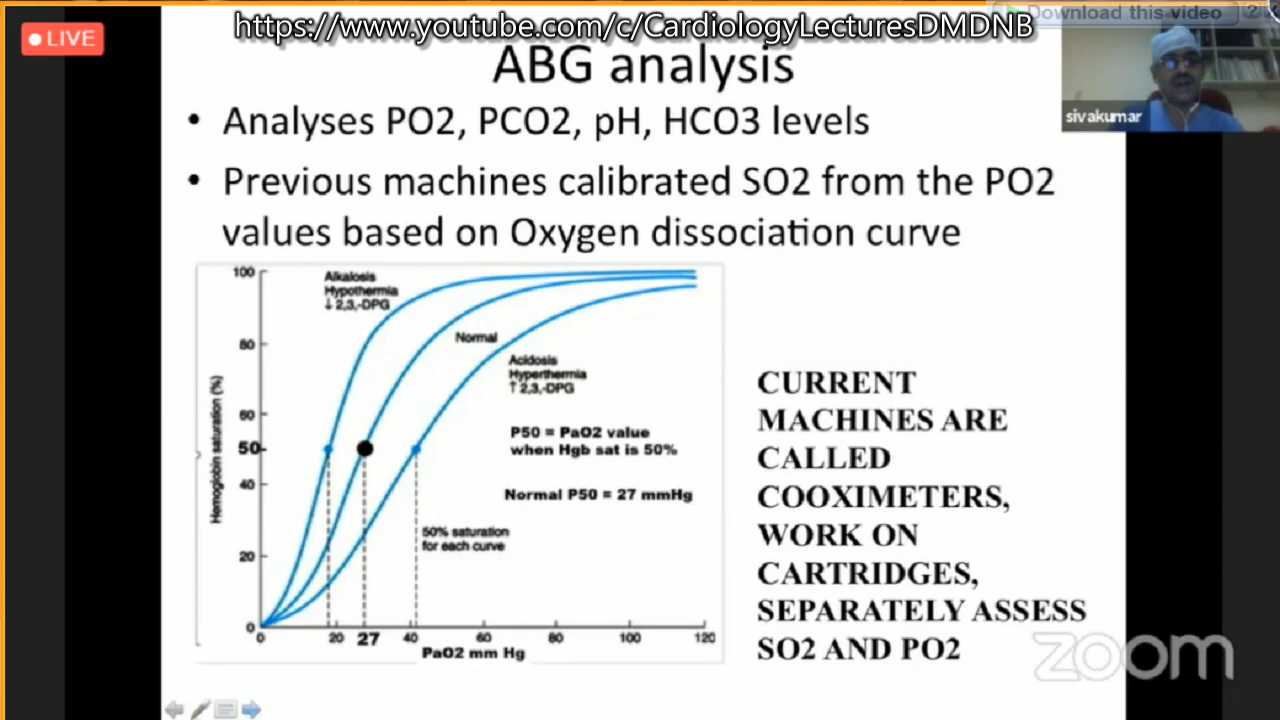 https://www.youtube.com/c/CardiologyLecturesDMDNB
Download this video
LIVE
sivakumar
ABG analysis
• Analyses PO2, PCO2, pH, HCO3 levels
• Previous machines calibrated SO2 from the PO2
values based on Oxygen dissociation curve
100
80
60
50
40
20
0
Hemoglobin saturation (%)
Alkalosis
Hypothermia
↓ 2,3,-DPG
Normal
Acidosis
Hyperthermia
↑ 2,3,-DPG
P50 = PaO2 value
when Hgb sat is 50%
Normal P50 = 27 mmHg
50% saturation
for each curve
0 20 27 40 60 80 100 120
PaO2 mm Hg
CURRENT
MACHINES ARE
CALLED
COOXIMETERS,
WORK ON
CARTRIDGES,
SEPARATELY ASSESS
SO2 AND PO2
zoom